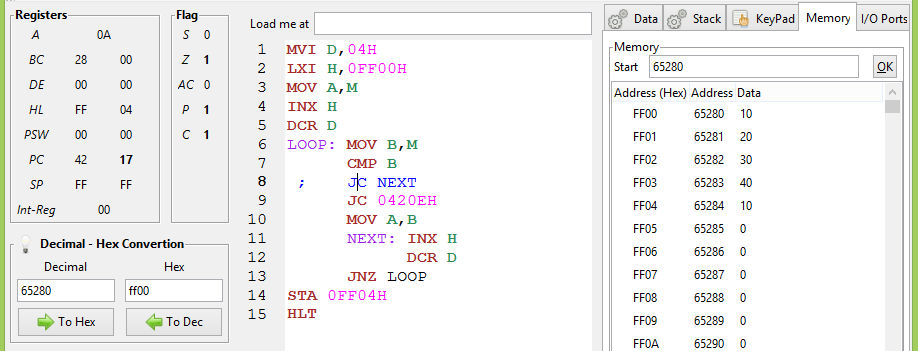 Registers
A 0A
BC 28 00
DE 00 00
HL FF 04
PSW 00 00
PC 42 17
SP FF FF
Int-Reg 00
Flag
S 0
Z 1
AC 0
P 1
C 1
Decimal - Hex Convertion
Decimal Hex
65280 ff00
To Hex To Dec
Load me at
1 MVI D,04H
2 LXI H,0FF00H
3 MOV A,M
4 INX H
5 DCR D
6 LOOP: MOV B,M
7 CMP B
8 ; JC NEXT
9 JC 0420EH
10 MOV A,B
11 NEXT: INX H
12 DCR D
13 JNZ LOOP
14 STA 0FF04H
15 HLT
Data Stack KeyPad Memory I/O Ports
Memory
Start 65280 OK
Address (Hex) Address Data
FF00 65280 10
FF01 65281 20
FF02 65282 30
FF03 65283 40
FF04 65284 10
FF05 65285 0
FF06 65286 0
FF07 65287 0
FF08 65288 0
FF09 65289 0
FF0A 65290 0